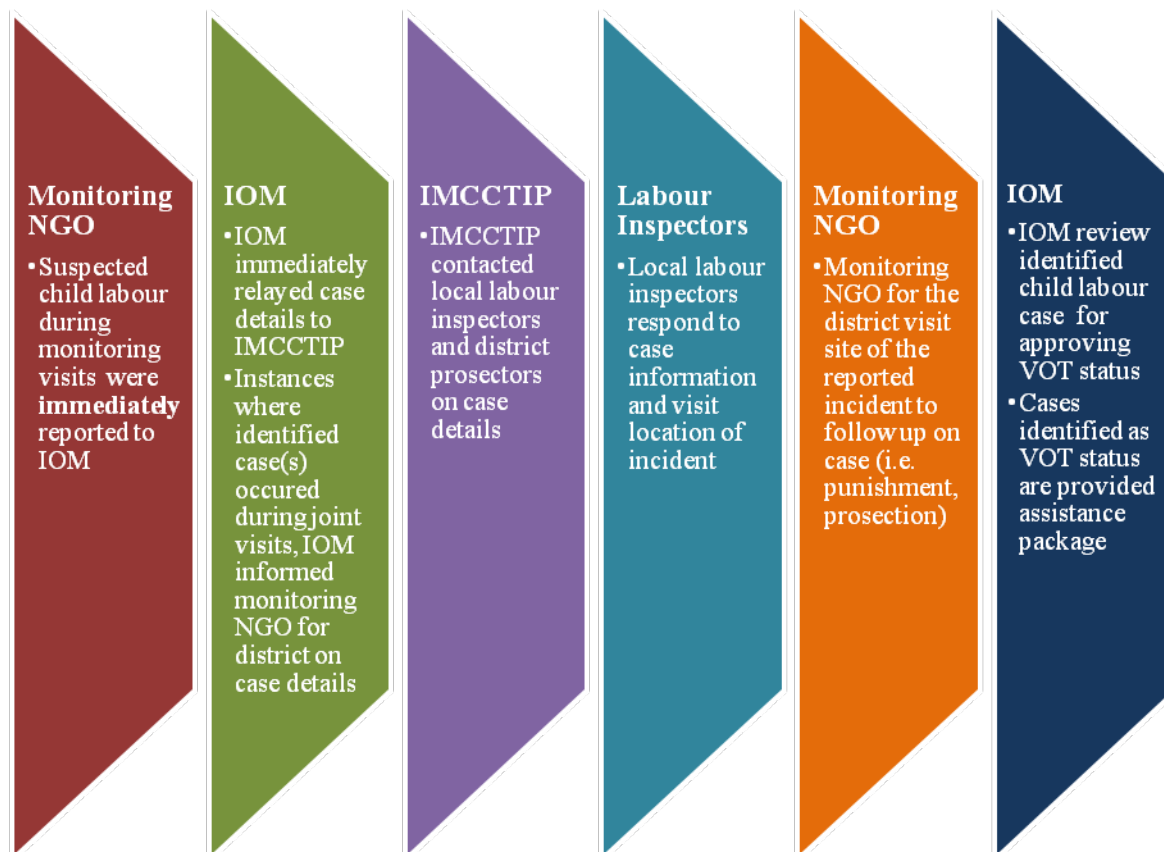 Monitoring
NGO
•Suspected
child labour
during
monitoring
visits were
immediately
reported to
IOM
IOM
•IOM
immediately
relayed case
details to
IMCCTIP
•Instances
where
identified
case(s)
occured
during joint
visits, IOM
informed
monitoring
NGO for
district on
case details
IMCCTIP
•IMCCTIP
contacted
local labour
inspectors
and district
prosectors
on case
details
Labour
Inspectors
•Local labour
inspectors
respond to
case
information
and visit
location of
incident
Monitoring
NGO
•Monitoring
NGO for the
district visit
site of the
reported
incident to
follow up on
case (i.e.
punishment,
prosection)
IOM
•IOM review
identified
child labour
case for
approving
VOT status
•Cases
identified as
VOT status
are provided
assistance
package